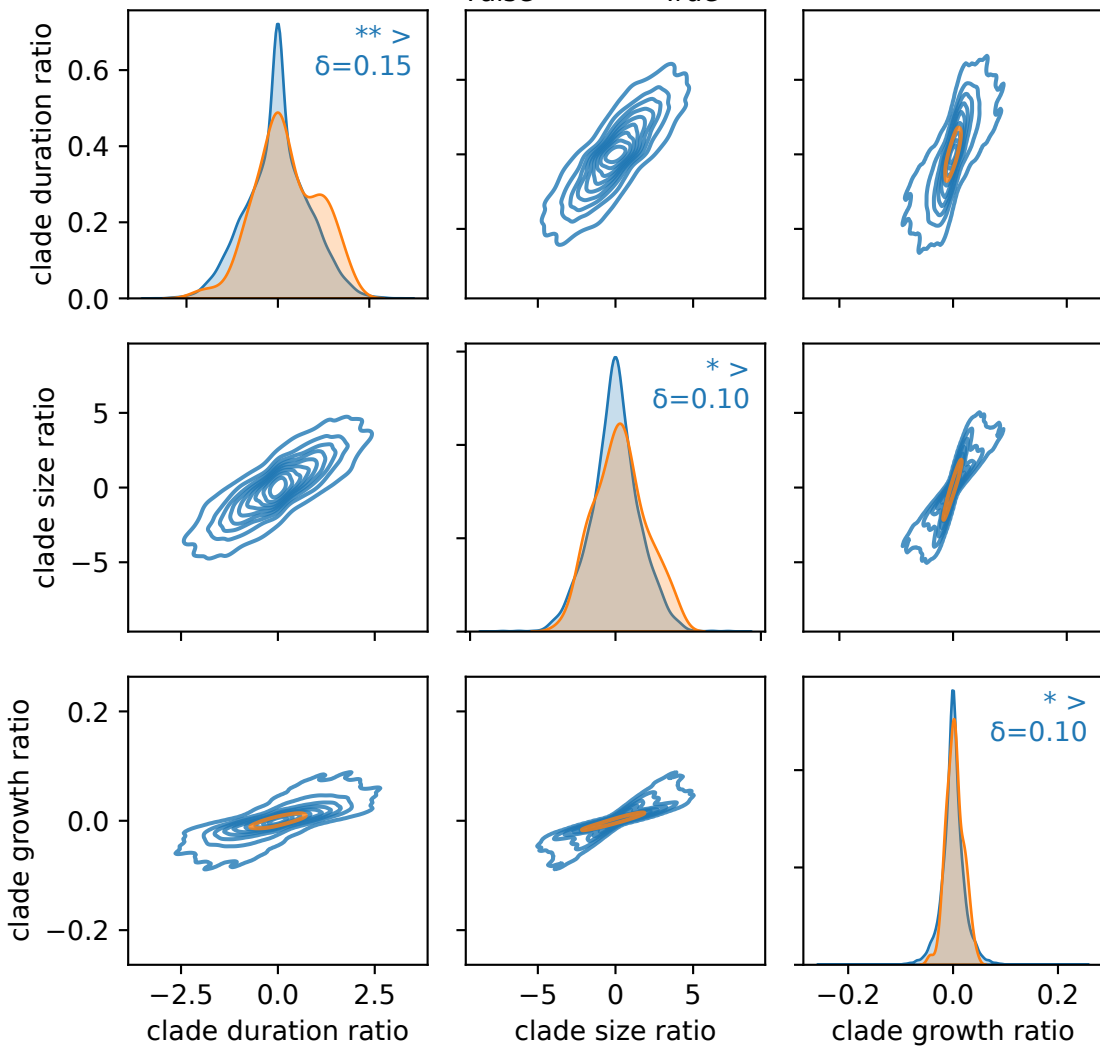 clade duration ratio
0.6
0.4
0.2
0.0
** >
δ=0.15
clade size ratio
5
0
−5
* >
δ=0.10
clade growth ratio
0.2
0.0
−0.2
* >
δ=0.10
−2.5 0.0 2.5
−5 0 5
−0.2 0.0 0.2
clade duration ratio
clade size ratio
clade growth ratio